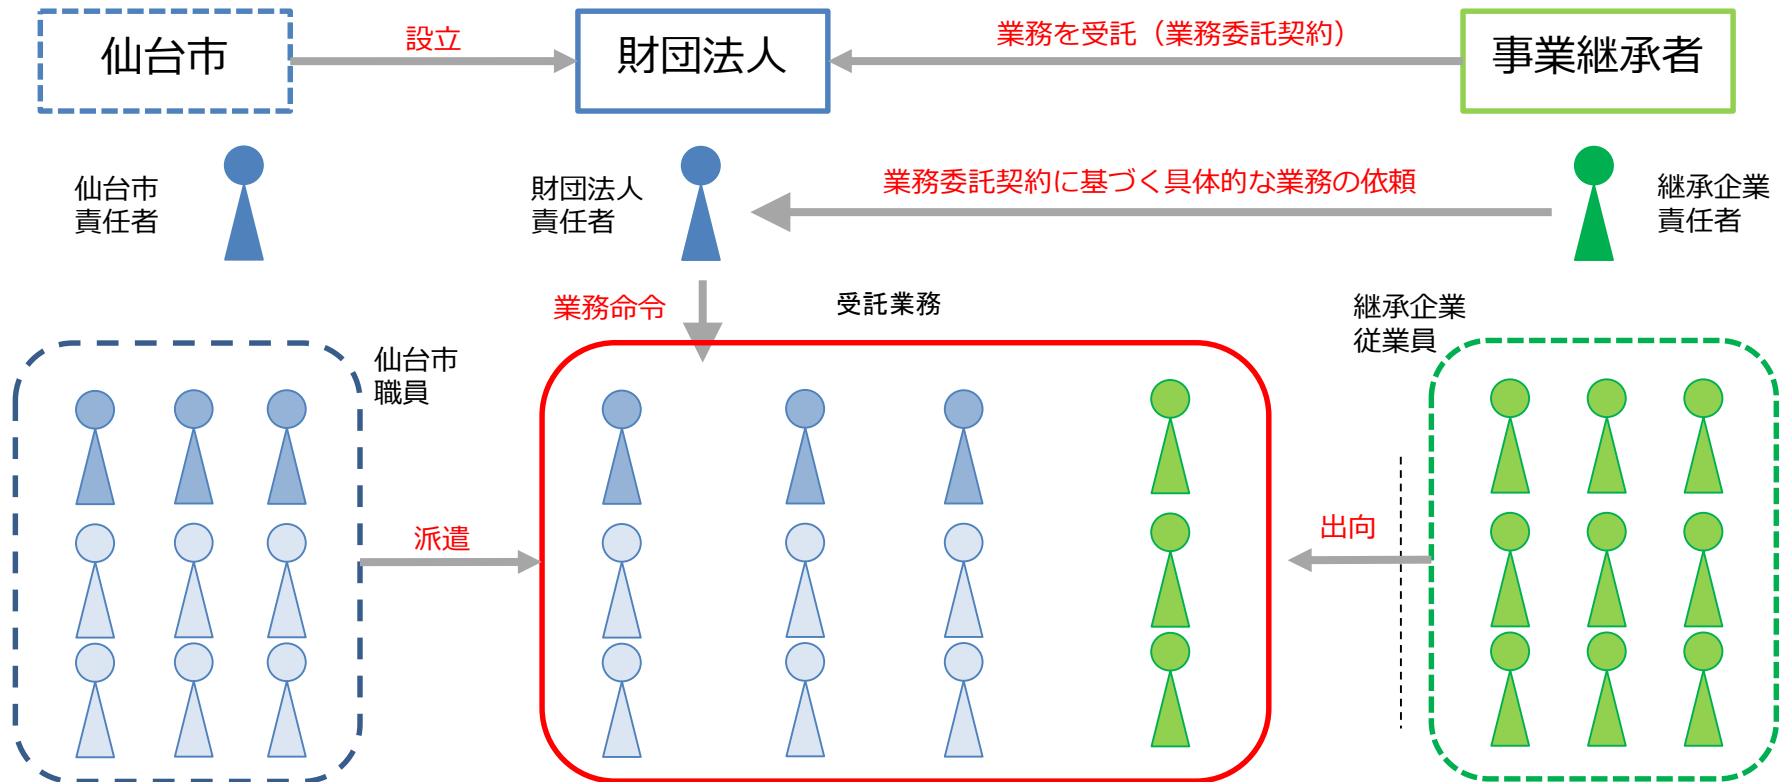 仙台市
設立
財団法人
業務を受託（業務委託契約）
事業継承者
仙台市
責任者
財団法人
責任者
業務委託契約に基づく具体的な業務の依頼
継承企業
責任者
業務命令
受託業務
継承企業
従業員
仙台市
職員
派遣
出向